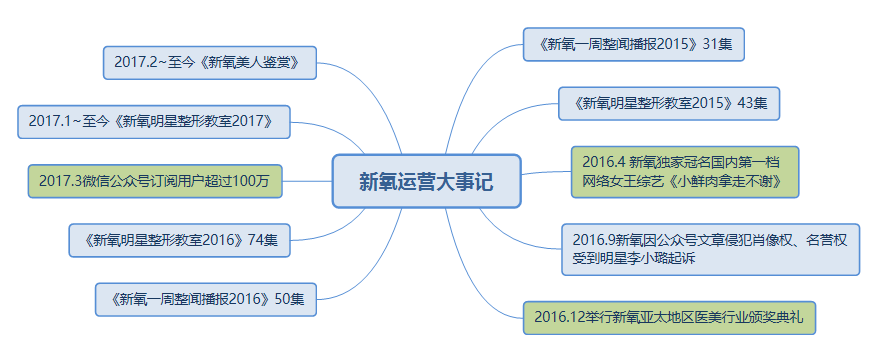 新氧运营大事记
《新氧一周整闻播报2015》31集
《新氧明星整形教室2015》43集
2016.4 新氧独家冠名国内第一档
网络女王综艺《小鲜肉拿走不谢》
2016.9新氧因公众号文章侵犯肖像权、名誉权
受到明星李小璐起诉
2016.12举行新氧亚太地区医美行业颁奖典礼
2017.2~至今《新氧美人鉴赏》
2017.1~至今《新氧明星整形教室2017》
2017.3微信公众号订阅用户超过100万
《新氧明星整形教室2016》74集
《新氧一周整闻播报2016》50集